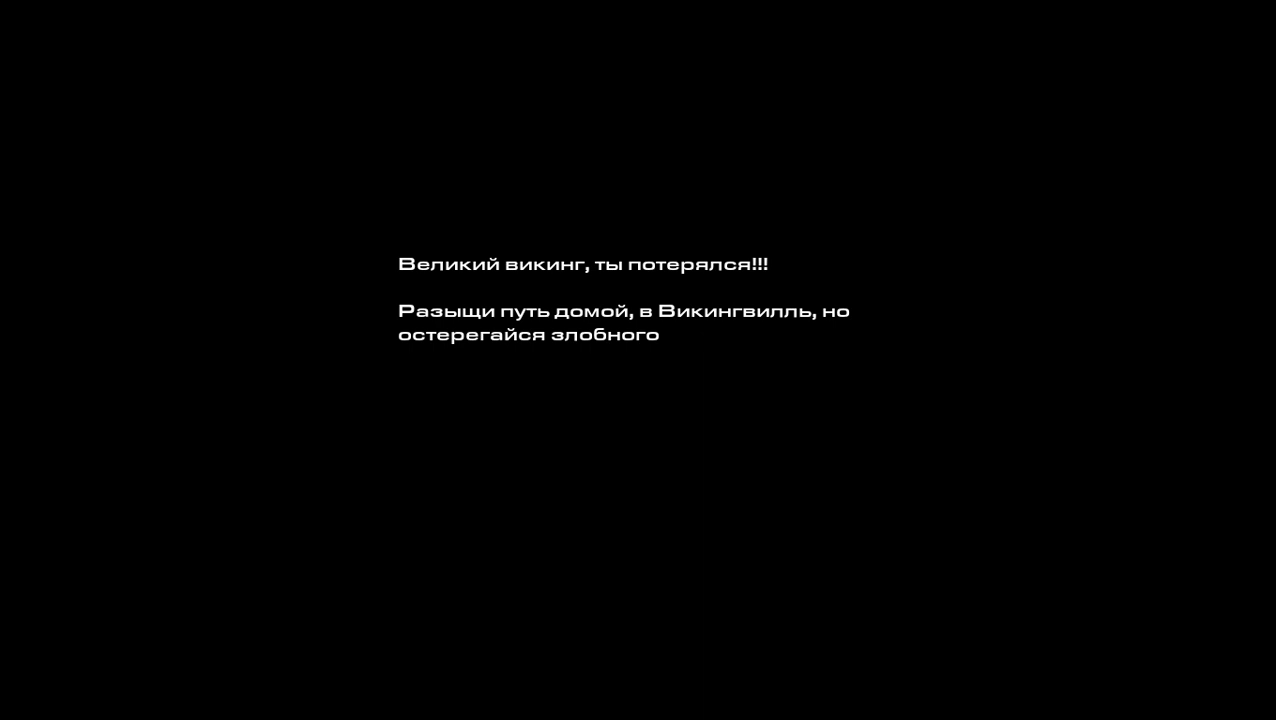 Великий викинг, ты потерялся!!!
Разыщи путь домой, в Викингвилль, но
остерегайся злобного